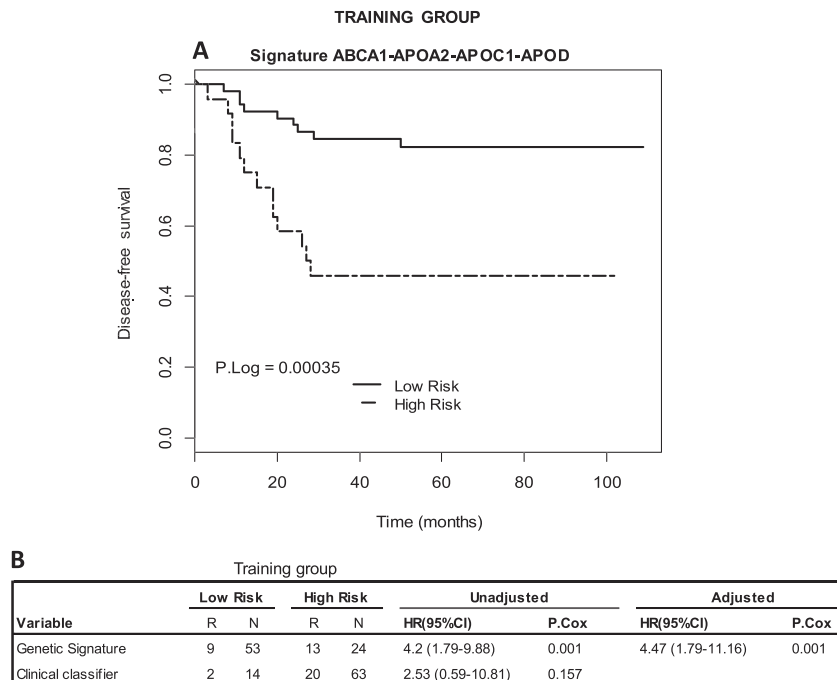 TRAINING GROUP
A
Signature ABCA1-APOA2-APOC1-APOD
1.0
0.8
0.6
0.4
0.2
0.0
Disease-free survival
P.Log = 0.00035
Low Risk
High Risk
0 20 40 60 80 100
Time (months)
B
Training group
Low Risk High Risk Unadjusted Adjusted
Variable R N R N HR(95%CI) P.Cox HR(95%CI) P.Cox
Genetic Signature 9 53 13 24 4.2 (1.79-9.88) 0.001 4.47 (1.79-11.16) 0.001
Clinical classifier 2 14 20 63 2.53 (0.59-10.81) 0.157